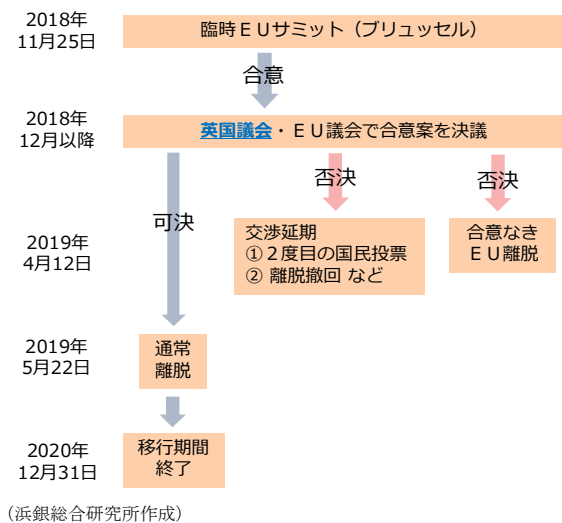 2018年
11月25日
臨時ＥＵサミット（ブリュッセル）
合意
2018年
12月以降
英国議会・ＥＵ議会で合意案を決議
可決
否決
否決
2019年
4月12日
交渉延期
①２度目の国民投票
② 離脱撤回 など
合意なき
ＥＵ離脱
2019年
5月22日
通常
離脱
2020年
12月31日
移行期間
終了
（浜銀総合研究所作成）